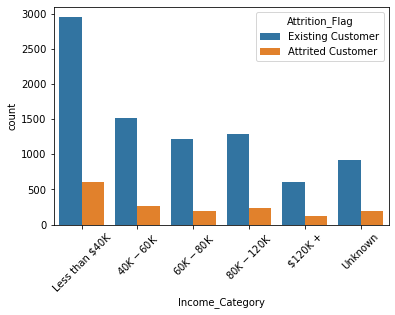 Attrition_Flag
Existing Customer
Attrited Customer
3000
2500
2000
1500
1000
500
0
count
Less than $40K
40K − 60K
60K − 80K
80K − 120K
$120K +
Unknown
Income_Category